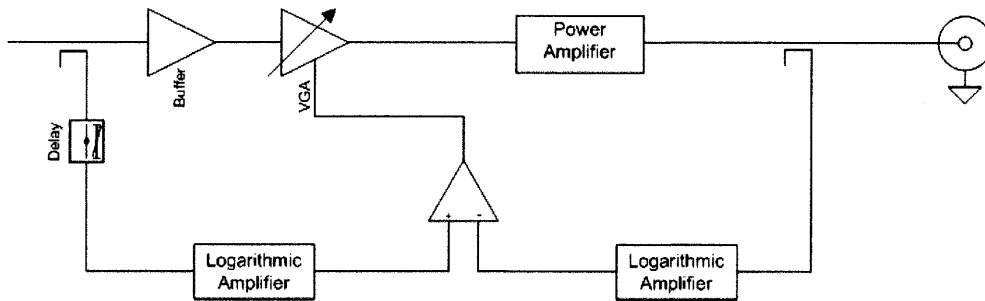 Power
Amplifier
Buffer
VGA
Delay
+ -
Logarithmic
Amplifier
Logarithmic
Amplifier